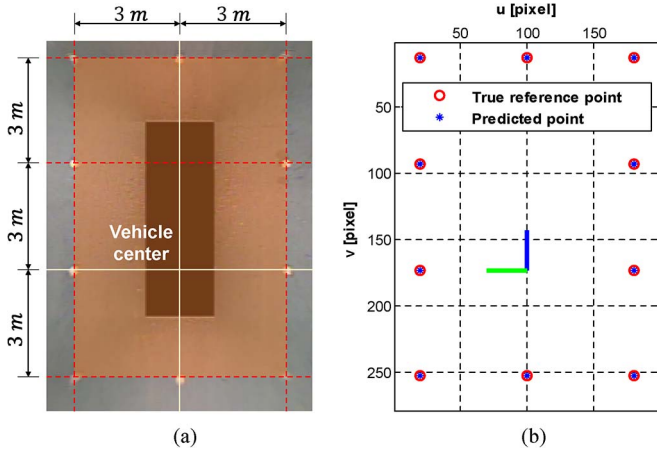 3 m
3 m
3 m
3 m
3 m
Vehicle
center
(a)
u [pixel]
50
100
150
v [pixel]
50
100
150
200
250
True reference point
Predicted point
(b)